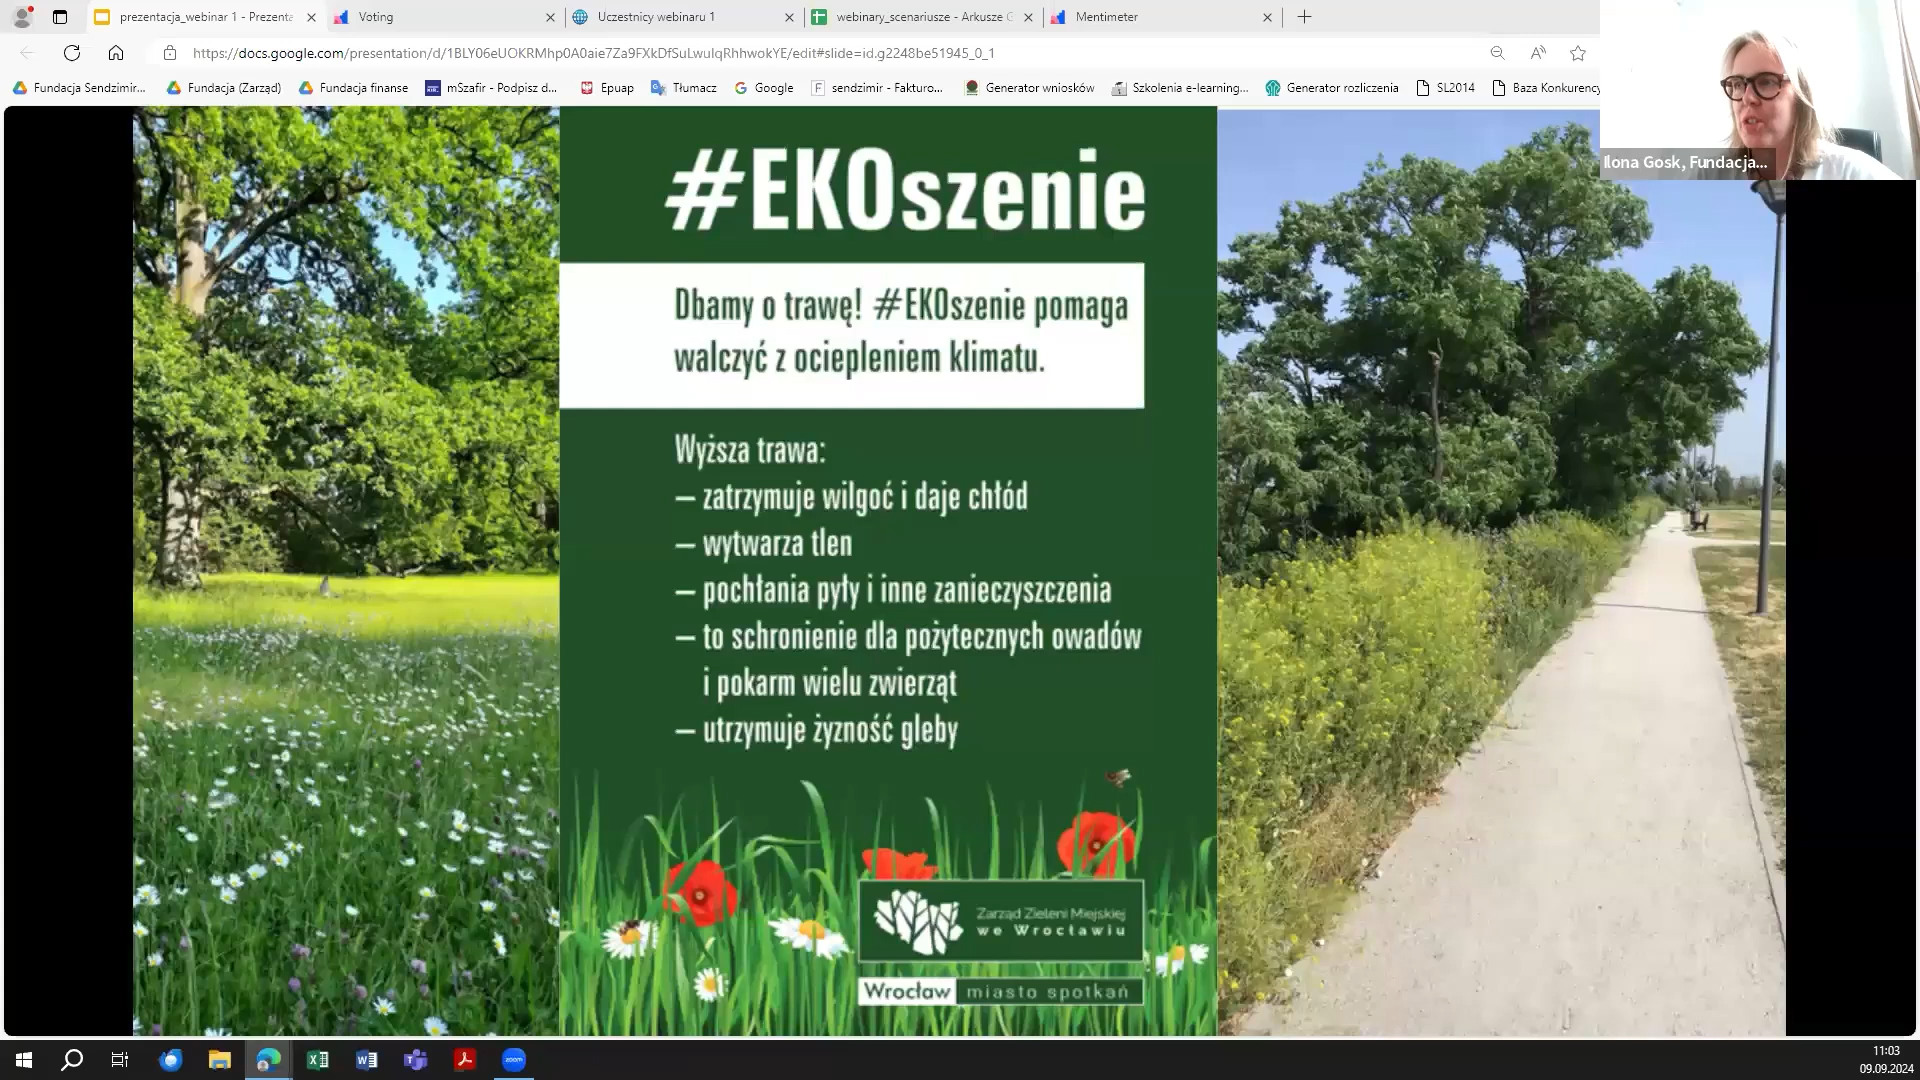 prezentacja_webinar 1 - Prezenta
Voting
Uczestnicy webinaru 1
webinary_scenariusze - Arkusze G
Mentimeter
https://docs.google.com/presentation/d/1BLY06eUOKRMhp0A0aie7Za9FXkDfSuLwulqRhhwokYE/edit#slide=id.g2248be51945_0_1
Fundacja Sendzimir...
Fundacja (Zarząd)
Fundacja finanse
mSzafir - Podpisz d...
Epuap
Tłumacz
Google
sendzimir - Fakturo...
Generator wniosków
Szkolenia e-learning...
Generator rozliczenia
SL2014
Baza Konkurency
Ilona Gosk, Fundacja...
#EKOszenie
Dbamy o trawę! #EKOszenie pomaga
walczyć z ociepleniem klimatu.
Wyższa trawa:
– zatrzymuje wilgoć i daje chłód
– wytwarza tlen
– pochłania pyły i inne zanieczyszczenia
– to schronienie dla pożytecznych owadów
i pokarm wielu zwierząt
– utrzymuje żyzność gleby
Zarząd Zieleni Miejskiej
we Wrocławiu
Wrocław miasto spotkań
zoom
11:03
09.09.2024